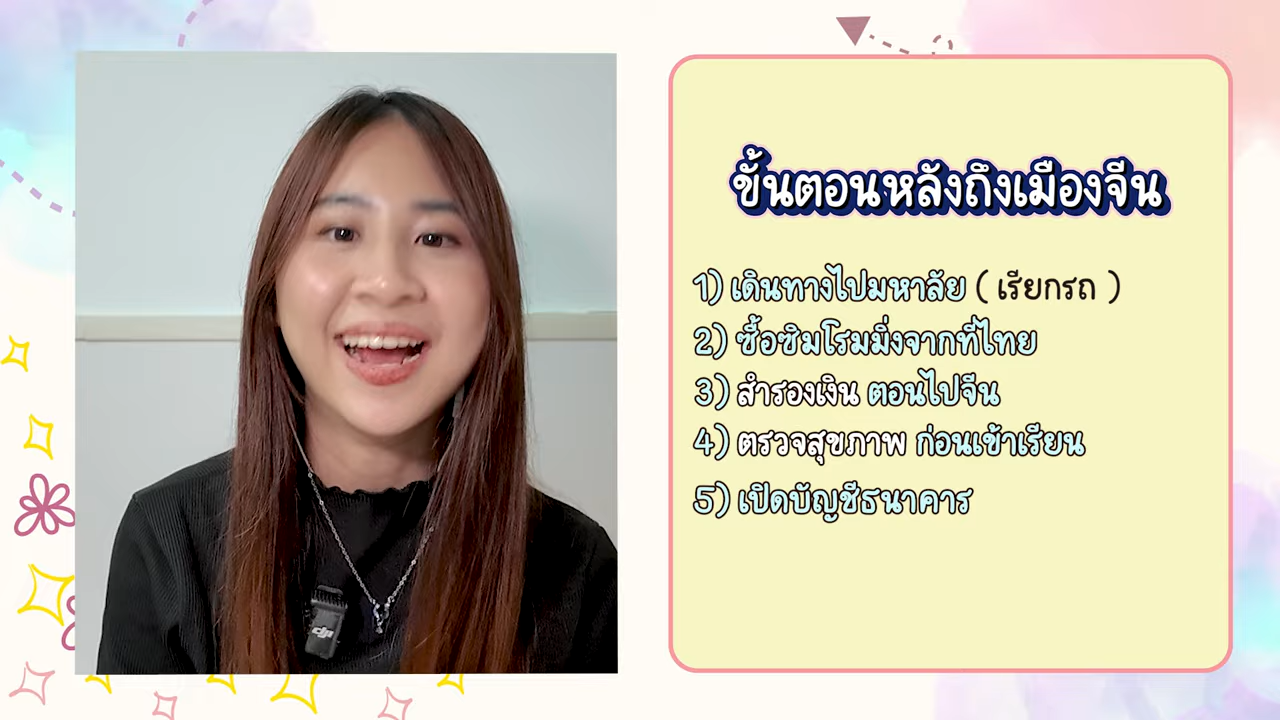 ขั้นตอนหลังถึงเมืองจีน
1) เดินทางไปมหาลัย ( เรียกรถ )
2) ซื้อซิมโรมมิ่งจากที่ไทย
3) สำรองเงิน ตอนไปจีน
4) ตรวจสุขภาพ ก่อนเข้าเรียน
5) เปิดบัญชีธนาคาร
dji